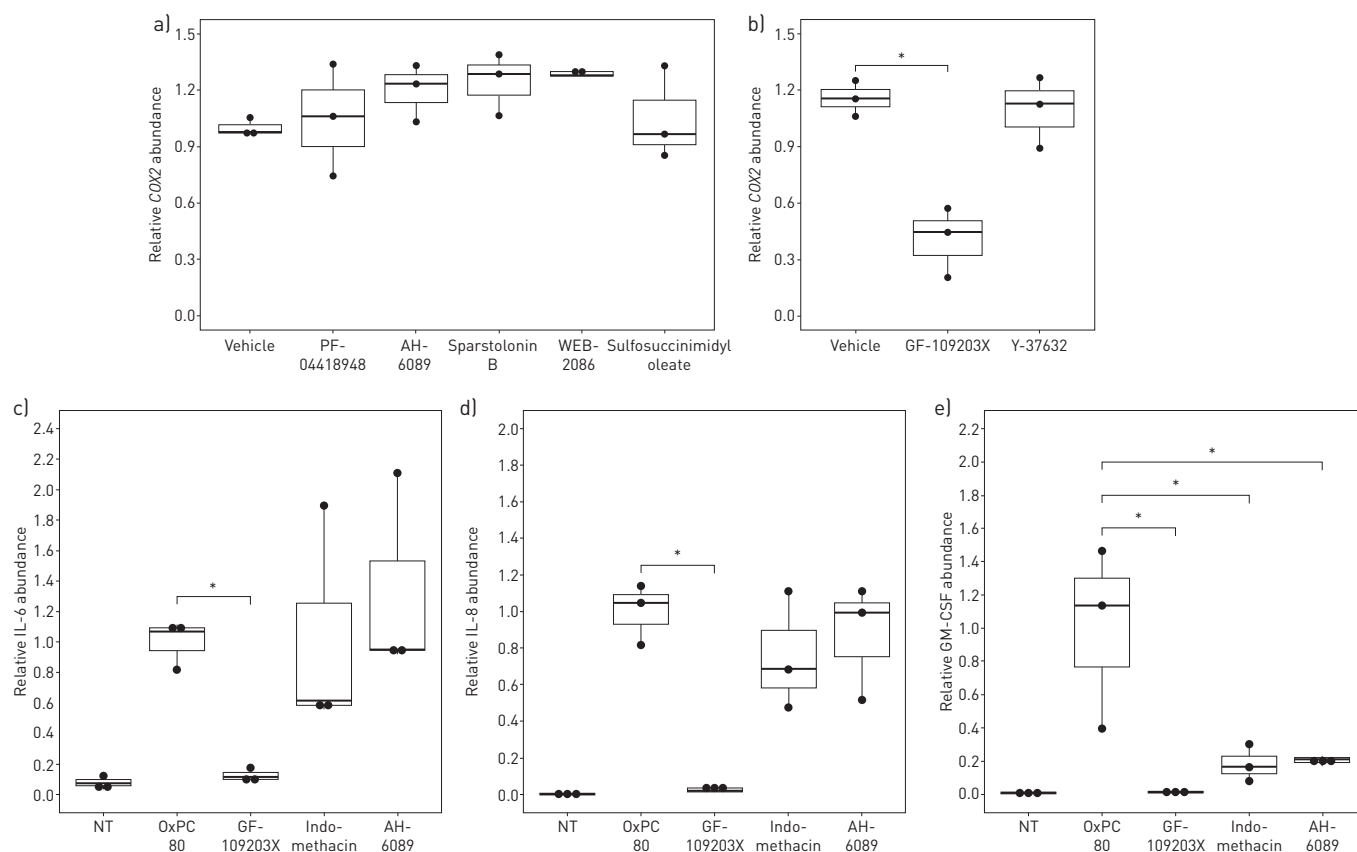 a)
Relative COX2 abundance
1.5
1.2
0.9
0.6
0.3
0.0
Vehicle
PF-
04418948
AH-
6089
Sparstolonin
B
WEB-
2086
Sulfosuccinimidyl
oleate
b)
Relative COX2 abundance
1.5
1.2
0.9
0.6
0.3
0.0
*
Vehicle
GF-109203X
Y-37632
c)
Relative IL-6 abundance
2.4
2.2
2.0
1.8
1.6
1.4
1.2
1.0
0.8
0.6
0.4
0.2
0.0
*
NT
OxPC
80
GF-
109203X
Indo-
methacin
AH-
6089
d)
Relative IL-8 abundance
2.0
1.8
1.6
1.4
1.2
1.0
0.8
0.6
0.4
0.2
0.0
*
NT
OxPC
80
GF-
109203X
Indo-
methacin
AH-
6089
e)
Relative GM-CSF abundance
2.2
2.0
1.8
1.6
1.4
1.2
1.0
0.8
0.6
0.4
0.2
0.0
*
*
*
NT
OxPC
80
GF-
109203X
Indo-
methacin
AH-
6089